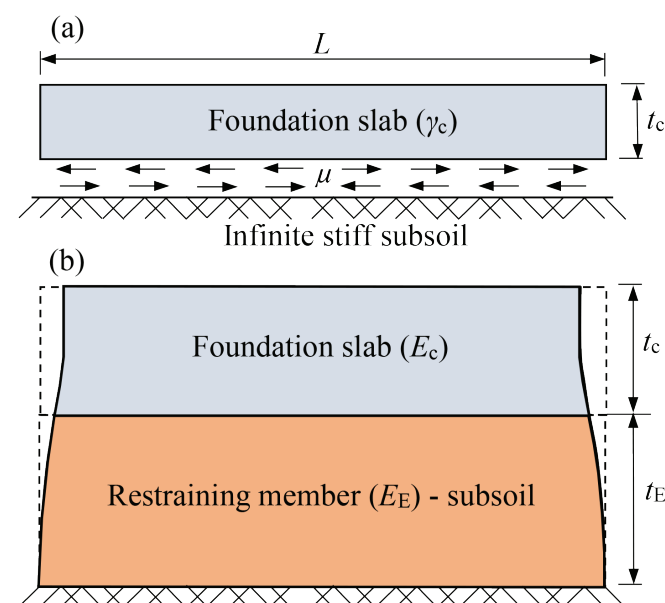 (a)
L
Foundation slab (γc)
tc
μ
Infinite stiff subsoil
(b)
Foundation slab (Ec)
tc
Restraining member (EE) - subsoil
tE